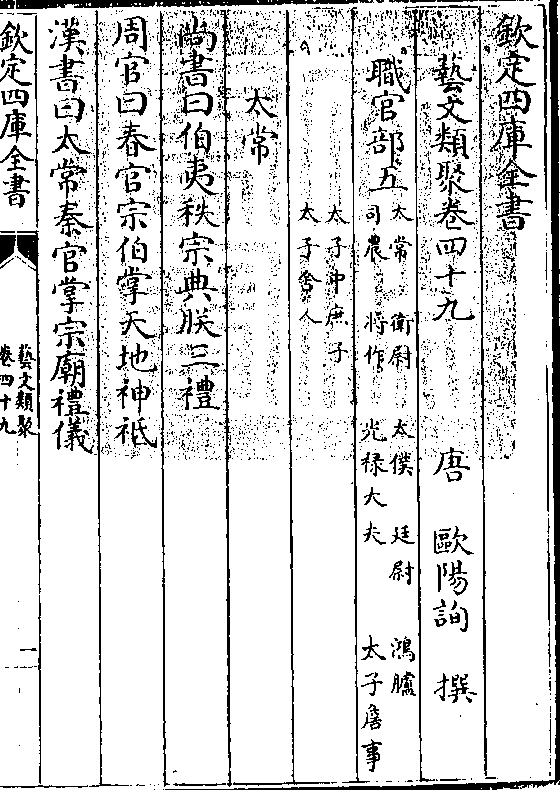 欽定四庫全書
藝文類聚卷四十九
唐　歐陽詢　撰
職官部五
太常　衛尉　太僕　廷尉　鴻臚
司農　將作　光祿大夫　太子詹事
太子中庶子
太子舍人
太常
尚書曰伯夷秩宗典朕三禮
周官曰春官宗伯掌天地神祗
漢書曰太常秦官掌宗廟禮儀
欽定四庫全書
藝文類聚
卷四十九
一